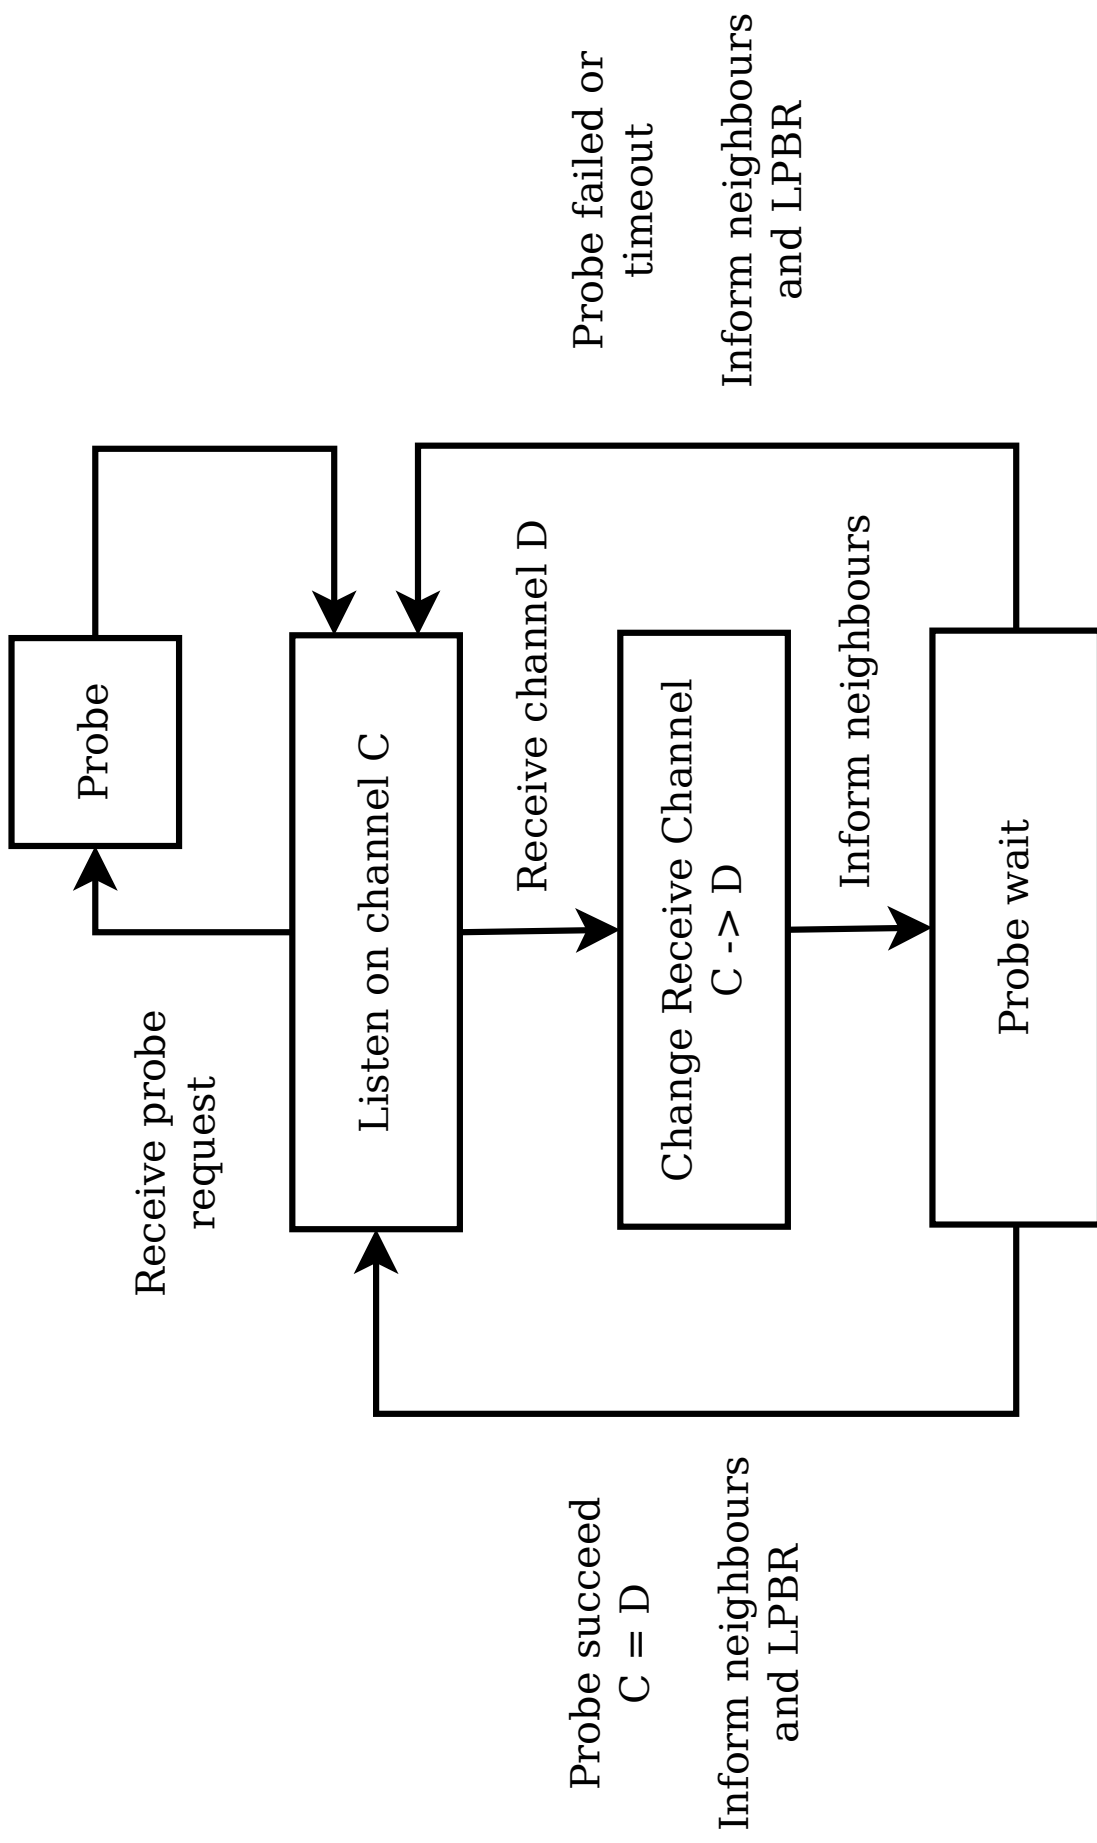 Receive probe
request
Probe
Listen on channel C
Receive channel D
Change Receive Channel
C -> D
Inform neighbours
Probe wait
Probe succeed
C = D
Inform neighbours
and LPBR
Probe failed or
timeout
Inform neighbours
and LPBR